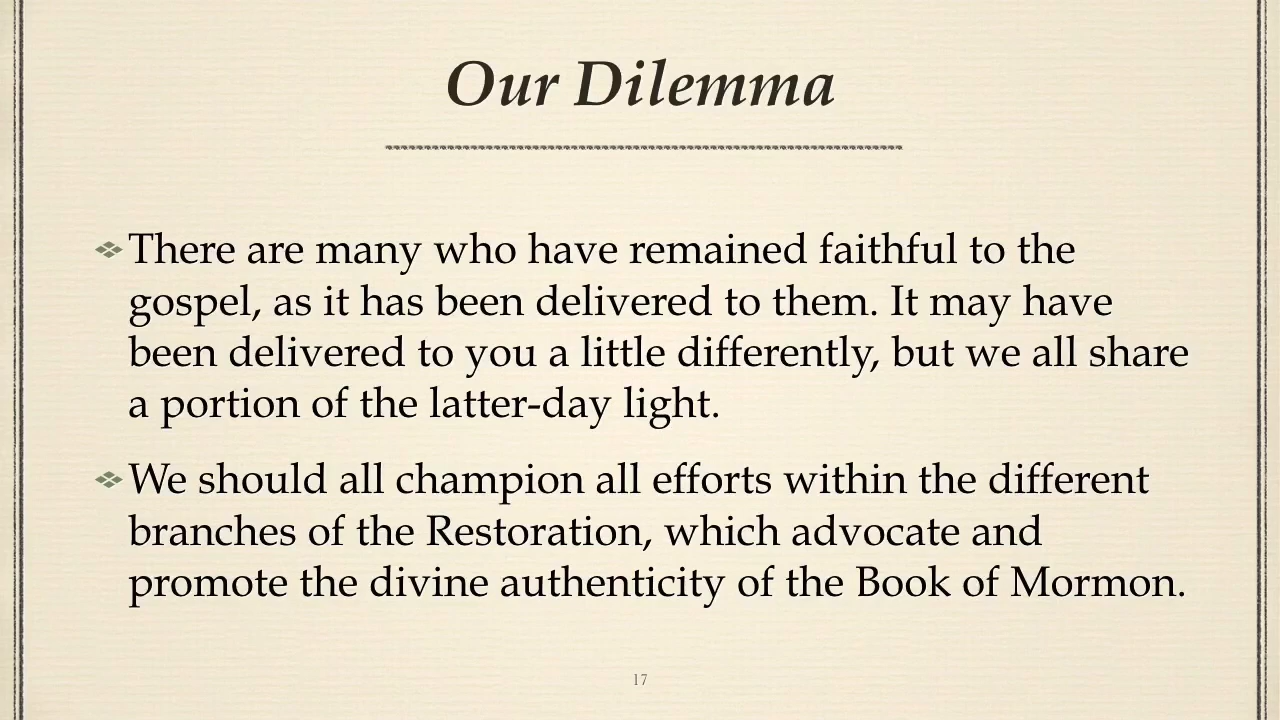 Our Dilemma
There are many who have remained faithful to the
gospel, as it has been delivered to them. It may have
been delivered to you a little differently, but we all share
a portion of the latter-day light.
We should all champion all efforts within the different
branches of the Restoration, which advocate and
promote the divine authenticity of the Book of Mormon.
17